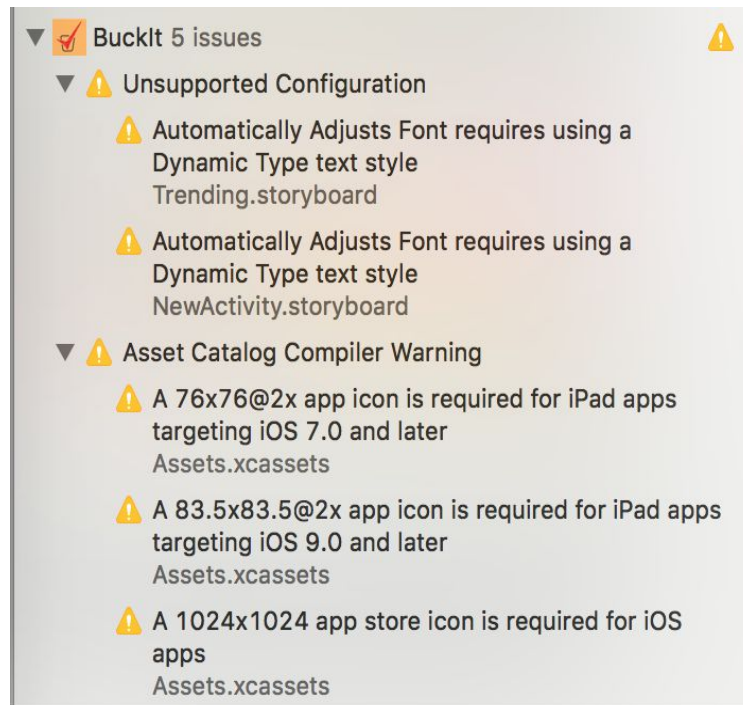 BuckIt 5 issues
Unsupported Configuration
Automatically Adjusts Font requires using a
Dynamic Type text style
Trending.storyboard
Automatically Adjusts Font requires using a
Dynamic Type text style
NewActivity.storyboard
Asset Catalog Compiler Warning
A 76x76@2x app icon is required for iPad apps
targeting iOS 7.0 and later
Assets.xcassets
A 83.5x83.5@2x app icon is required for iPad apps
targeting iOS 9.0 and later
Assets.xcassets
A 1024x1024 app store icon is required for iOS
apps
Assets.xcassets